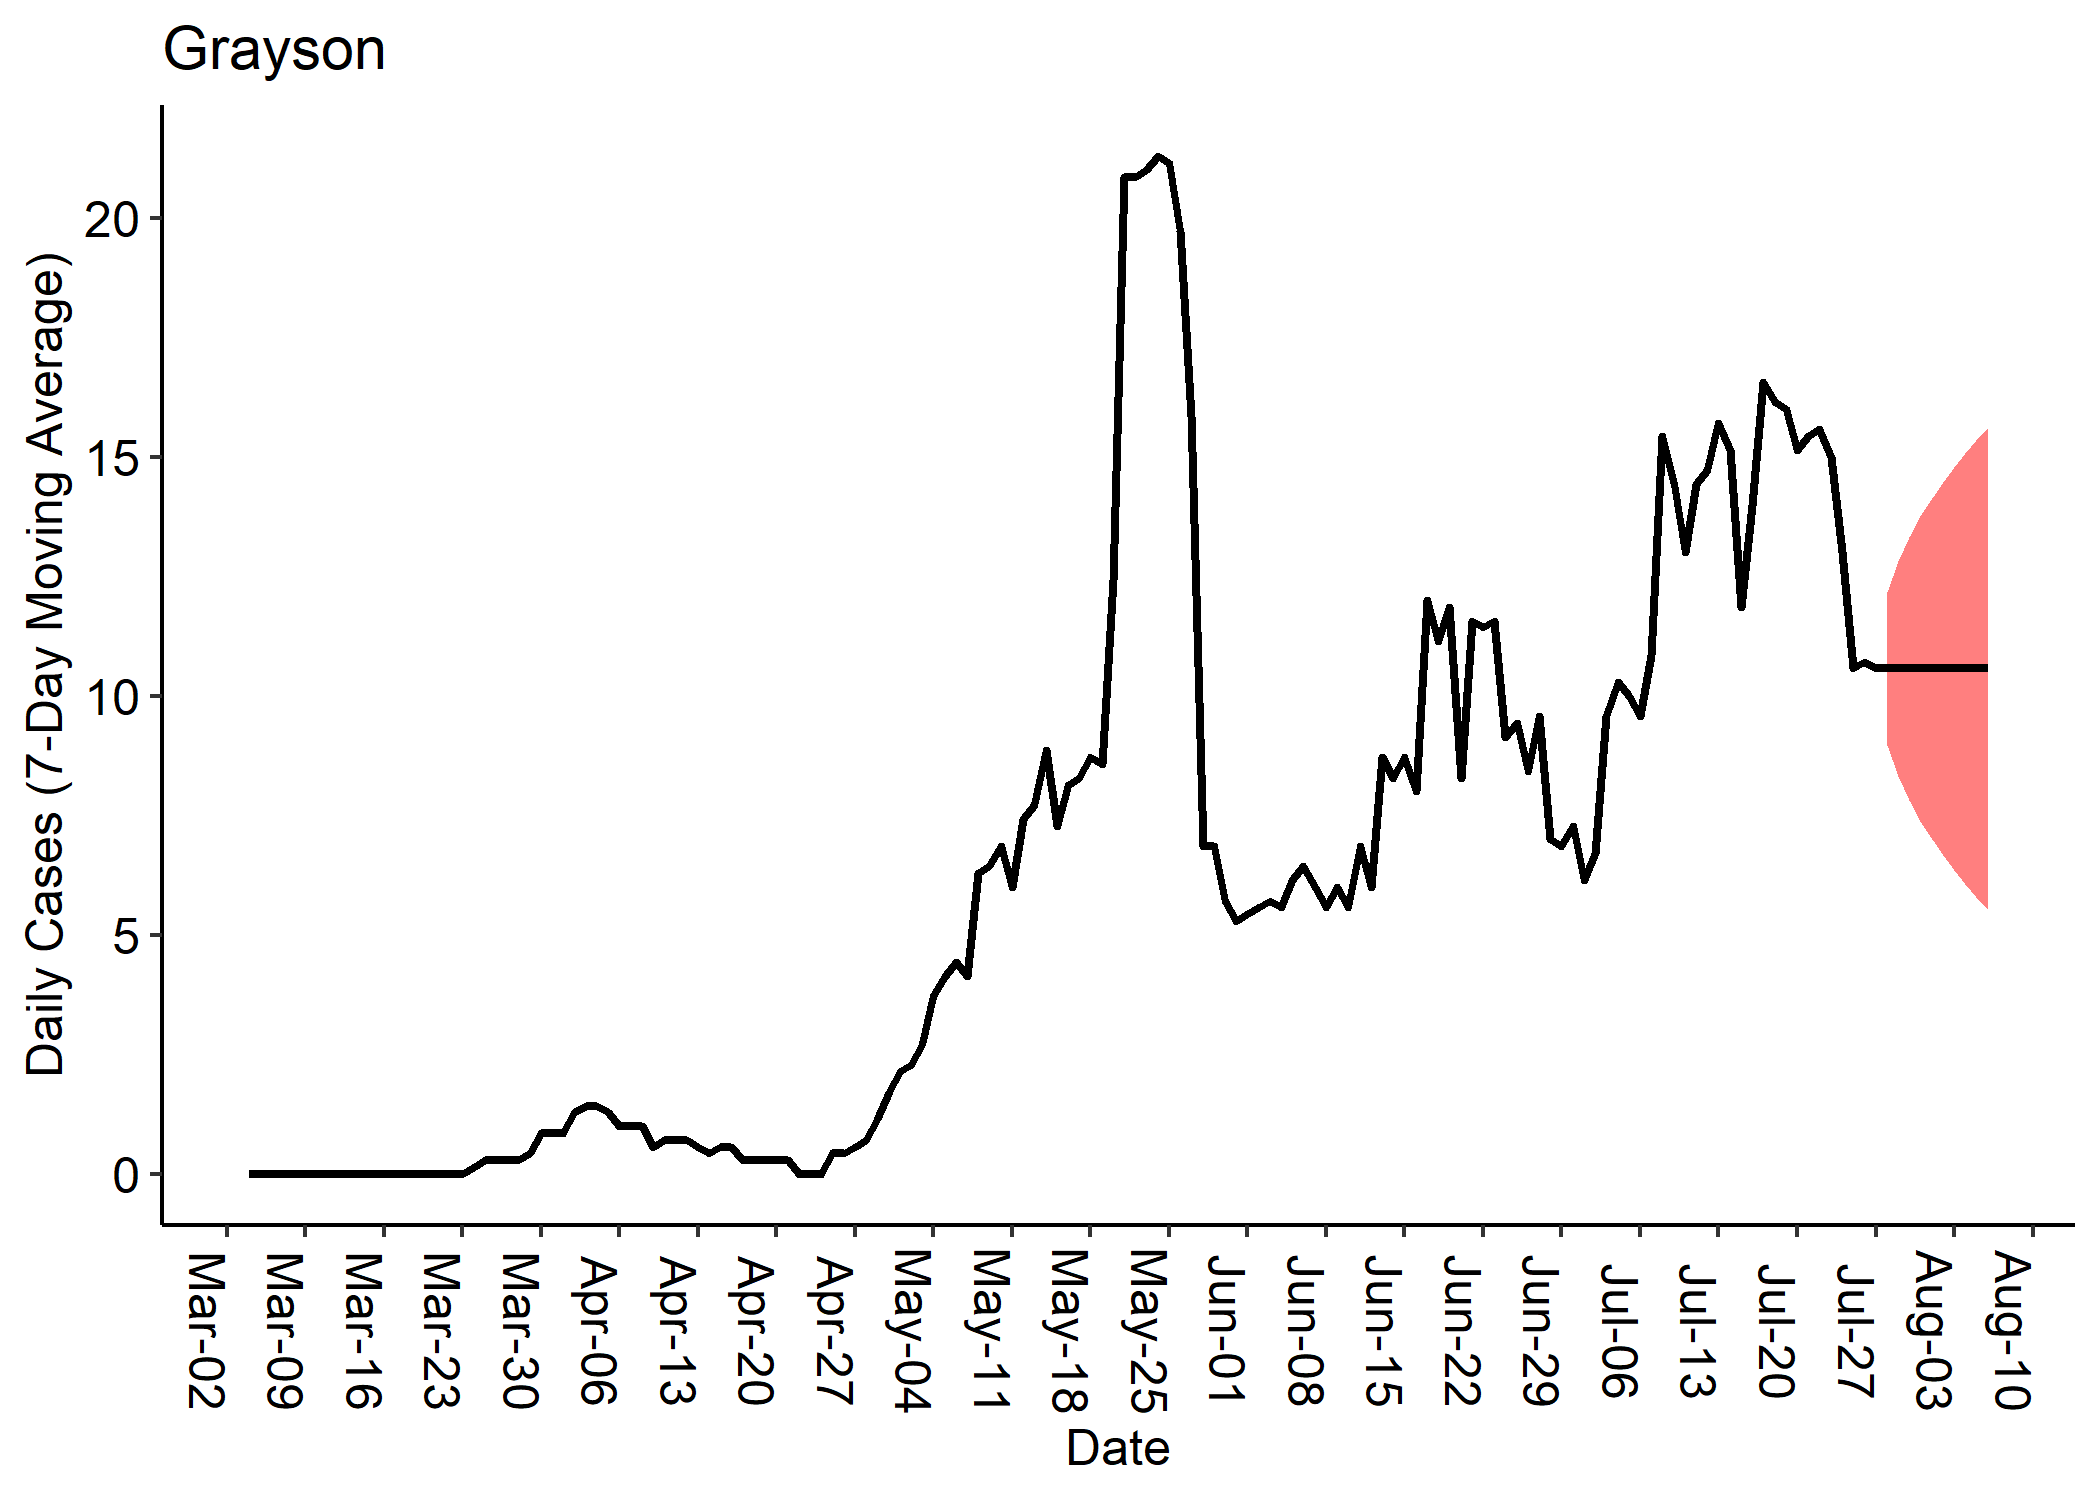 Grayson
Daily Cases (7-Day Moving Average)
20
15
10
5
0
Mar-02
Mar-09
Mar-16
Mar-23
Mar-30
Apr-06
Apr-13
Apr-20
Apr-27
May-04
May-11
May-18
May-25
Jun-01
Jun-08
Jun-15
Jun-22
Jun-29
Jul-06
Jul-13
Jul-20
Jul-27
Aug-03
Aug-10
Date